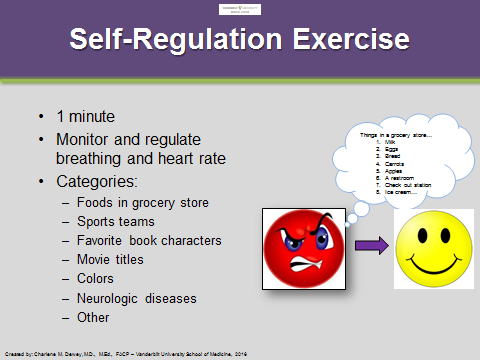 VANDERBILT UNIVERSITY
Self-Regulation Exercise
• 1 minute
• Monitor and regulate
breathing and heart rate
• Categories:
– Foods in grocery store
– Sports teams
– Favorite book characters
– Movie titles
– Colors
– Neurologic diseases
– Other
Things in a grocery store…
1. Milk
2. Eggs
3. Bread
4. Carrots
5. Apples
6. A restroom
7. Check out station
8. Ice cream…
Created by: Charlene M. Dewey, M.D., M.Ed., FACP – Vanderbilt University School of Medicine, 2016